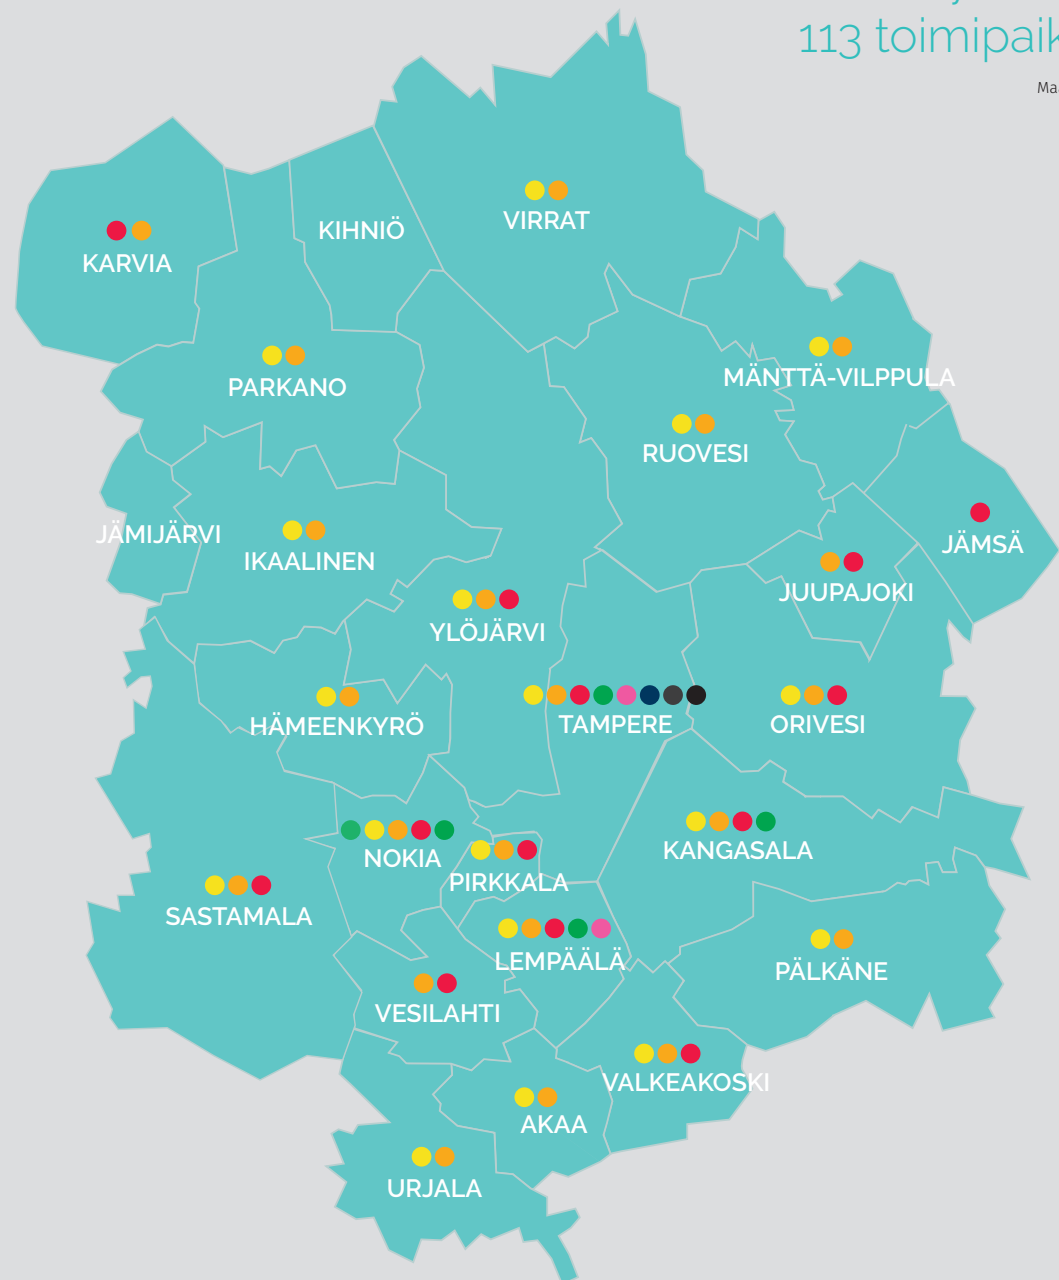 113
Ma
VIRRAT
KIHNIÖ
KARVIA
MÄNTTÄ-VILPPULA
PARKANO
RUOVESI
JÄMIJÄRVI
JÄMSÄ
IKAALINEN
JUUPAJOKI
YLÖJÄRVI
HÄMEENKYRÖ
TAMPERE
ORIVESI
KANGASALA
NOKIA
PIRKKALA
SASTAMALA
LEMPÄÄLÄ
PÄLKÄNE
VESILAHTI
VALKEAKOSKI
AKAA
URJALA